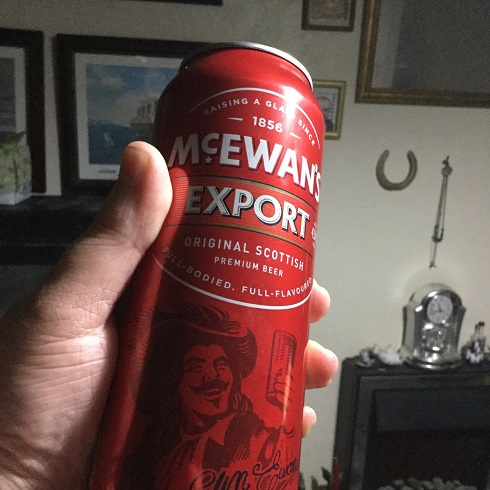 RAISING A GLASS SINCE
1856
McEWAN'S
EXPORT
ORIGINAL SCOTTISH
PREMIUM BEER
FULL-BODIED. FULL-FLAVOURED